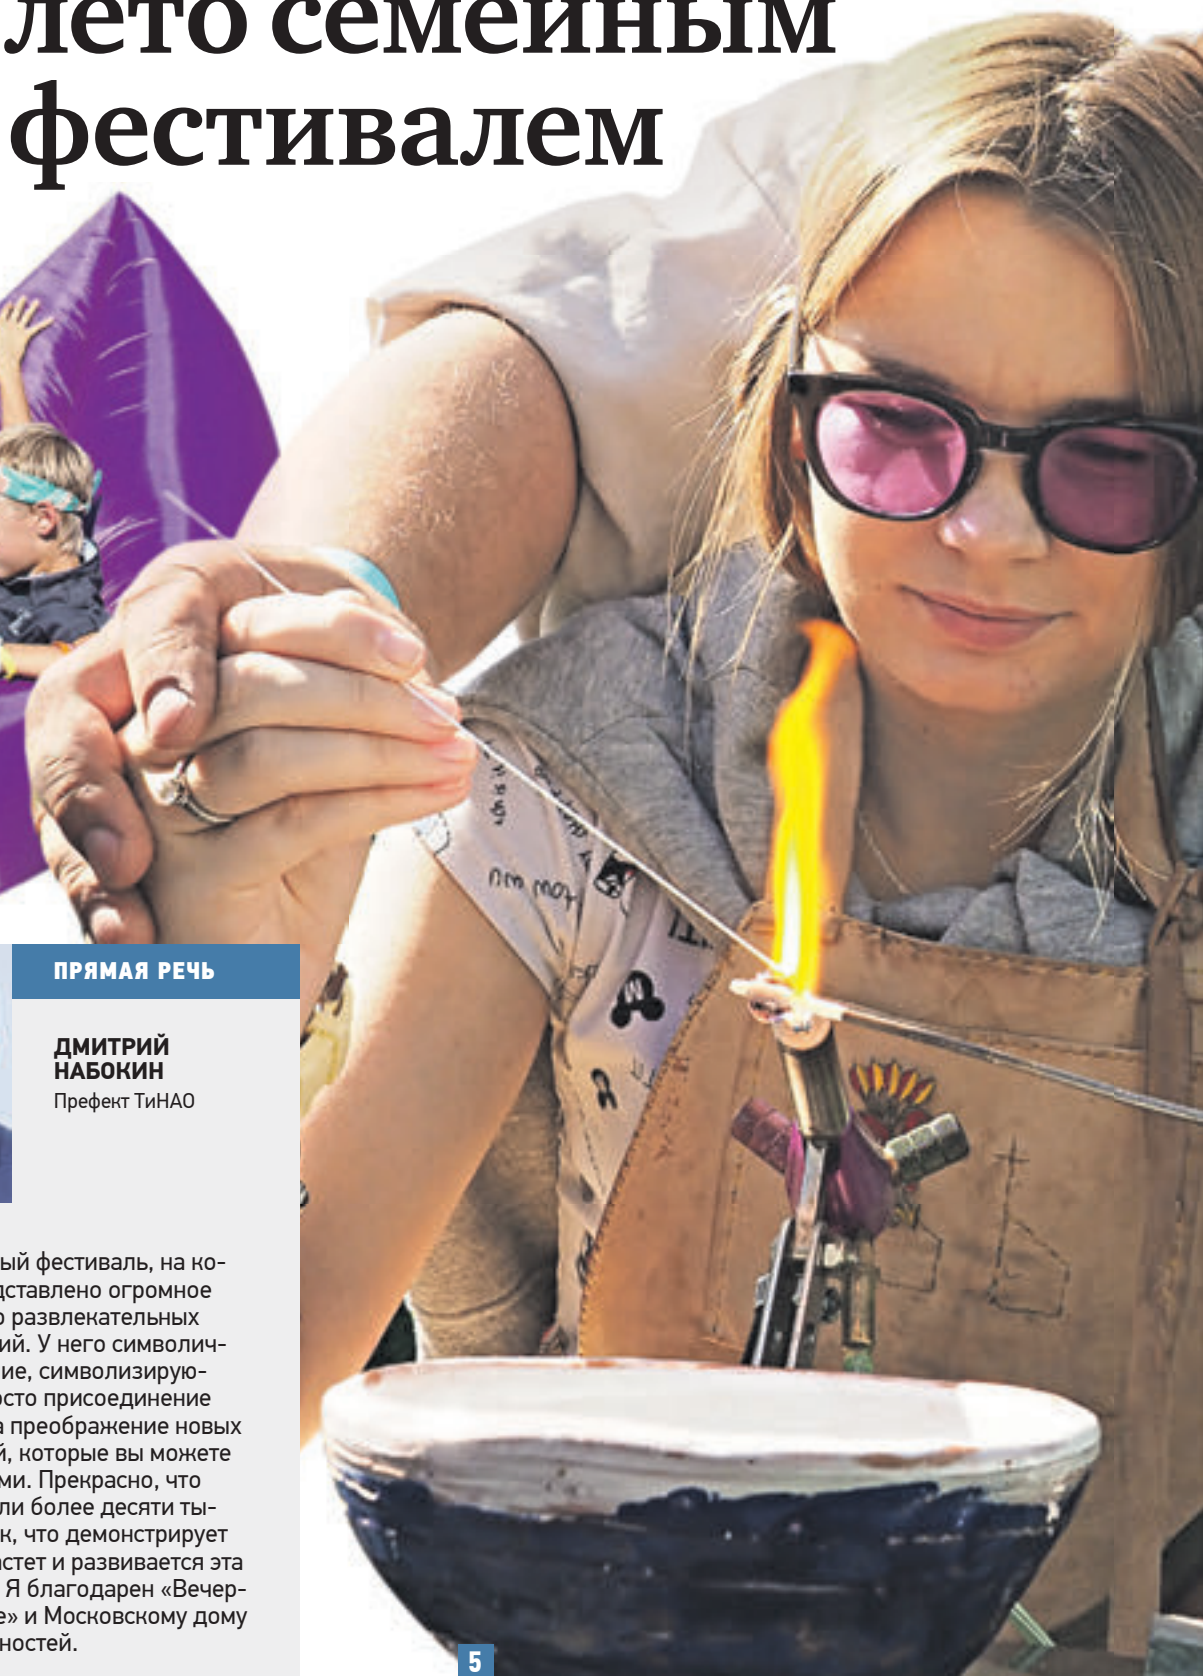 лето семейным
фестивалем
ПРЯМАЯ РЕЧЬ
ДМИТРИЙ
НАБОКИН
Префект ТиНАО
ый фестиваль, на ко-
дставлено огромное
развлекательных
ий. У него символич-
ие, символизирую-
сто присоединение
а преображение новых
й, которые вы можете
ми. Прекрасно, что
ли более десяти ты-
к, что демонстрирует
стет и развивается эта
Я благодарен «Вечер-
е» и Московскому дому
ностей.
5